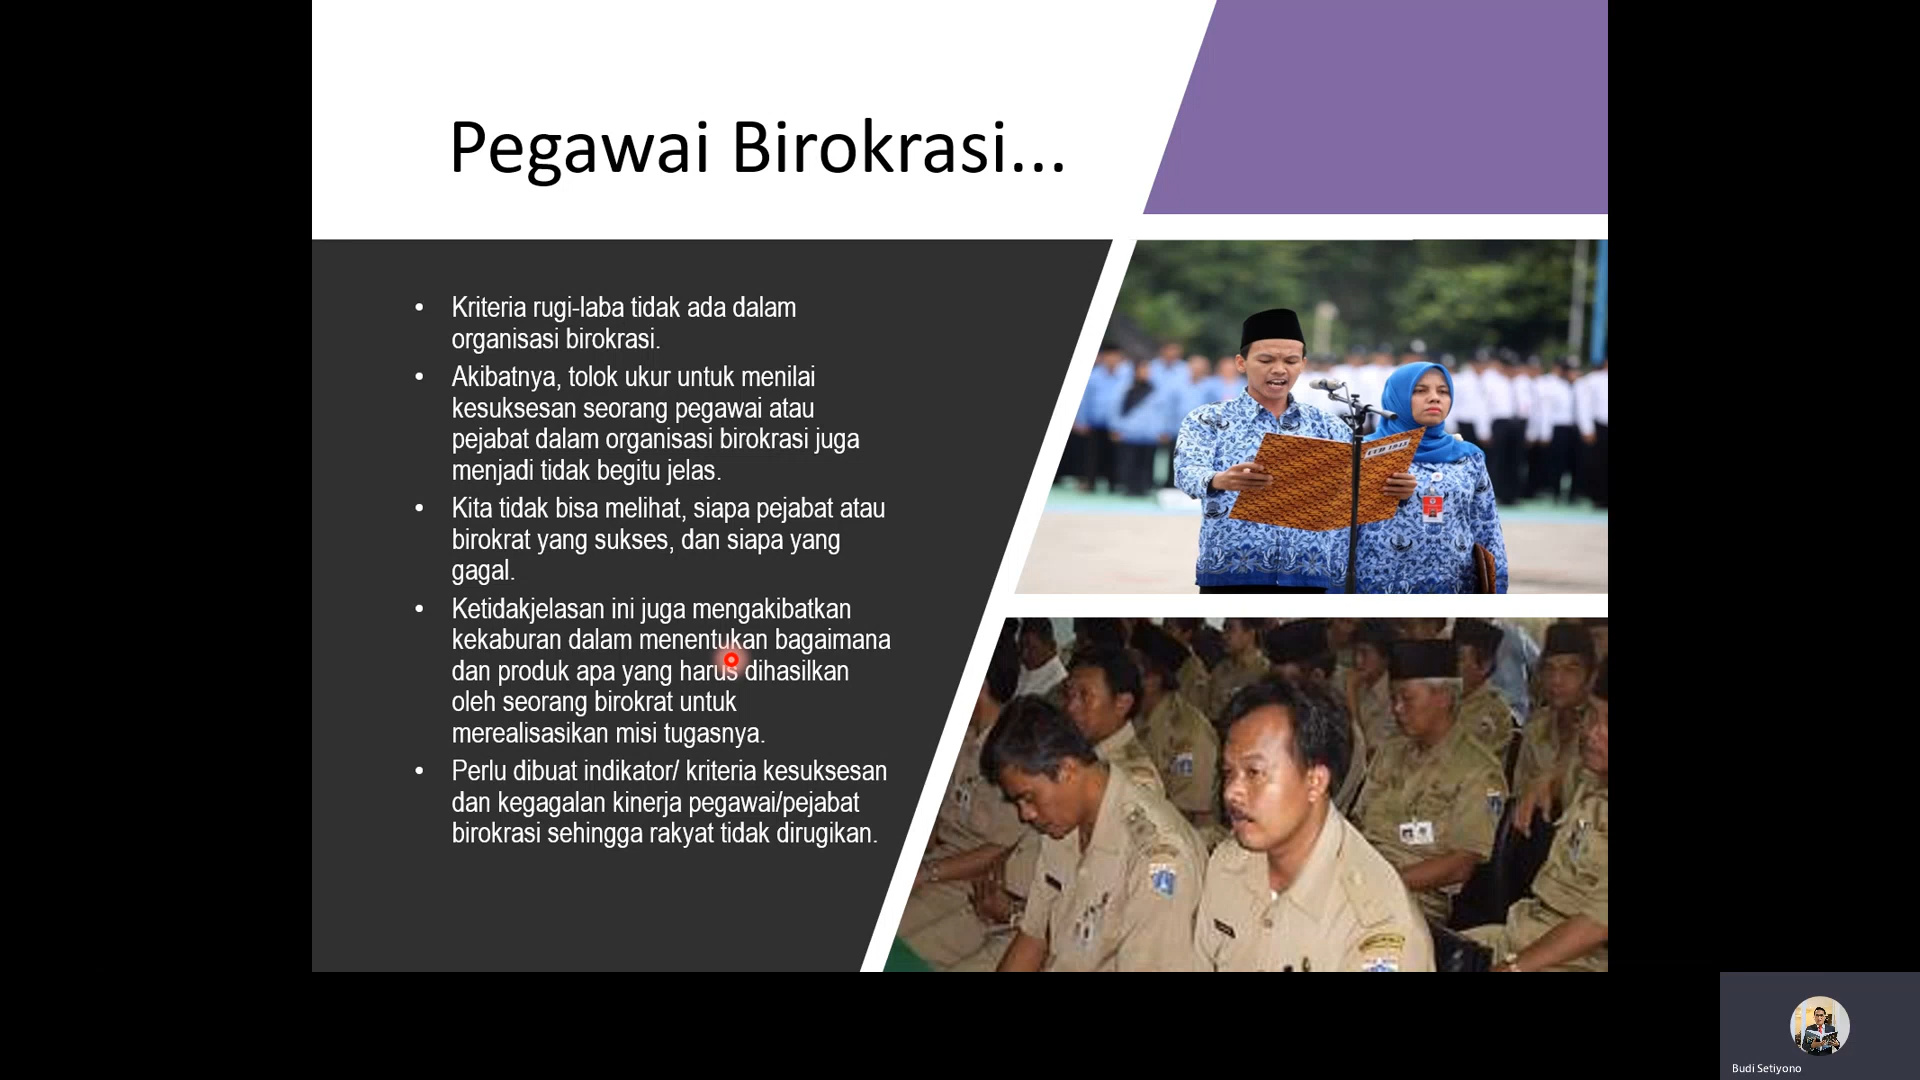 Pegawai Birokrasi...
• Kriteria rugi-laba tidak ada dalam
organisasi birokrasi.
• Akibatnya, tolok ukur untuk menilai
kesuksesan seorang pegawai atau
pejabat dalam organisasi birokrasi juga
menjadi tidak begitu jelas.
• Kita tidak bisa melihat, siapa pejabat atau
birokrat yang sukses, dan siapa yang
gagal.
• Ketidakjelasan ini juga mengakibatkan
kekaburan dalam menentukan bagaimana
dan produk apa yang harus dihasilkan
oleh seorang birokrat untuk
merealisasikan misi tugasnya.
• Perlu dibuat indikator/ kriteria kesuksesan
dan kegagalan kinerja pegawai/pejabat
birokrasi sehingga rakyat tidak dirugikan.
UUD 1945
Budi Setiyono